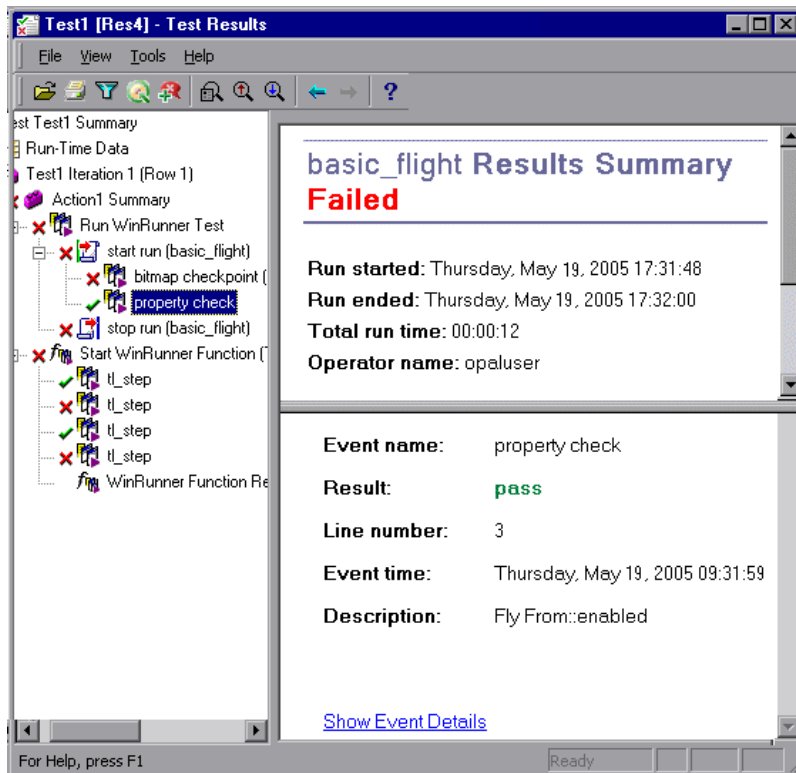 Test1 [Res4] - Test Results
File View Tools Help
?
est Test1 Summary
Run-Time Data
Test1 Iteration 1 (Row 1)
Action1 Summary
Run WinRunner Test
start run (basic_flight)
bitmap checkpoint (
property check
stop run (basic_flight)
Start WinRunner Function (
tl_step
tl_step
tl_step
tl_step
WinRunner Function Re
basic_flight Results Summary
Failed
Run started: Thursday, May 19, 2005 17:31:48
Run ended: Thursday, May 19, 2005 17:32:00
Total run time: 00:00:12
Operator name: opaluser
Event name: property check
Result: pass
Line number: 3
Event time: Thursday, May 19, 2005 09:31:59
Description: Fly From::enabled
Show Event Details
For Help, press F1
Ready